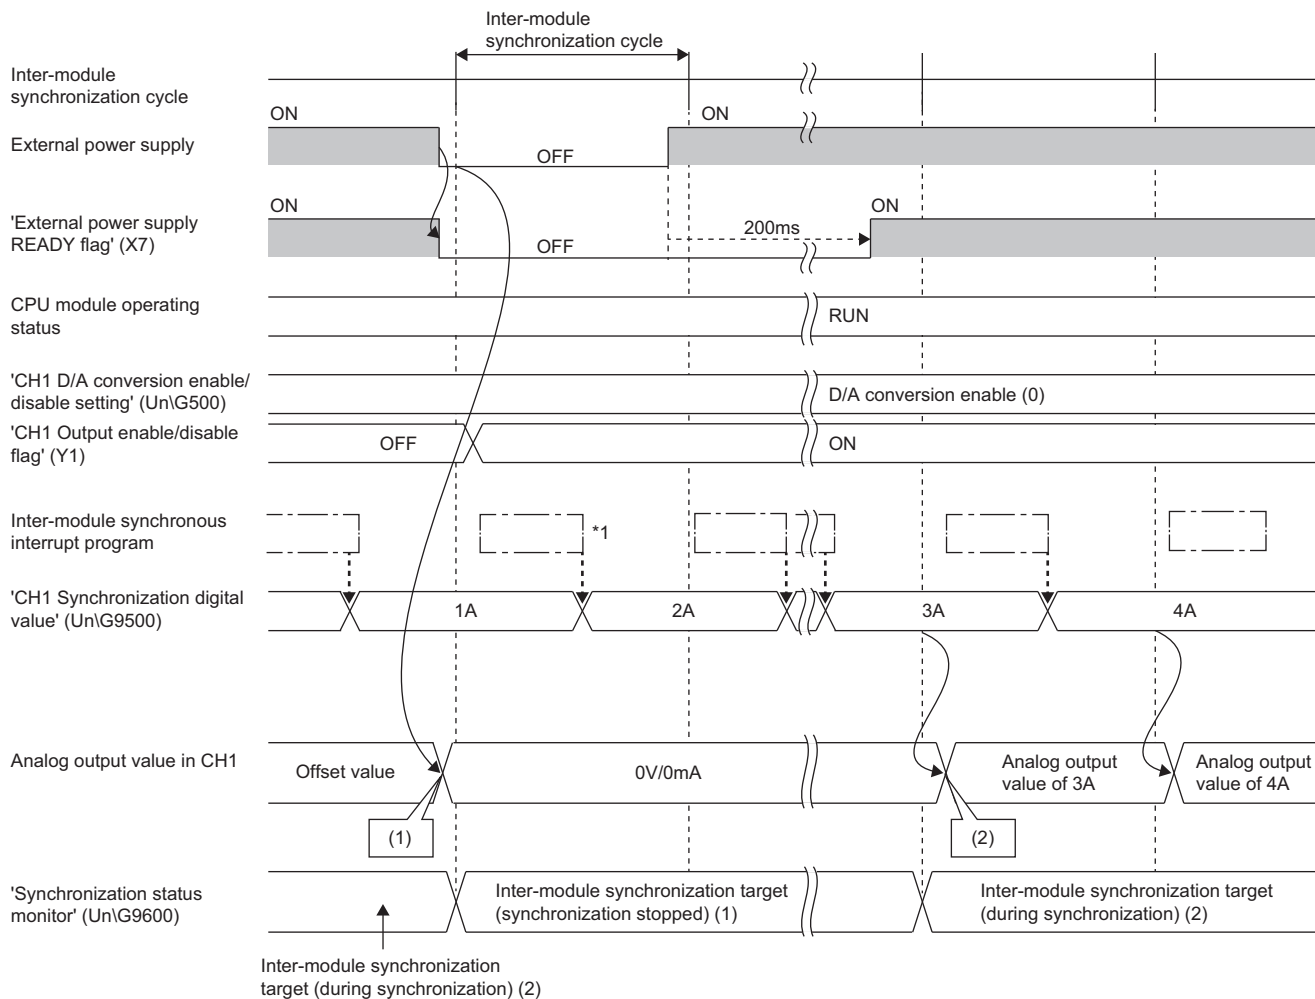 Inter-module
synchronization cycle
Inter-module
synchronization cycle
ON
ON
External power supply
OFF
ON
ON
'External power supply
READY flag' (X7)
200ms
OFF
CPU module operating
status
RUN
'CH1 D/A conversion enable/
disable setting' (Un\G500)
D/A conversion enable (0)
'CH1 Output enable/disable
flag' (Y1)
OFF
ON
Inter-module synchronous
interrupt program
*1
'CH1 Synchronization digital
value' (Un\G9500)
1A
2A
3A
4A
Analog output value in CH1
Offset value
0V/0mA
Analog output
value of 3A
Analog output
value of 4A
(1)
(2)
'Synchronization status
monitor' (Un\G9600)
Inter-module synchronization target
(synchronization stopped) (1)
Inter-module synchronization target
(during synchronization) (2)
Inter-module synchronization
target (during synchronization) (2)